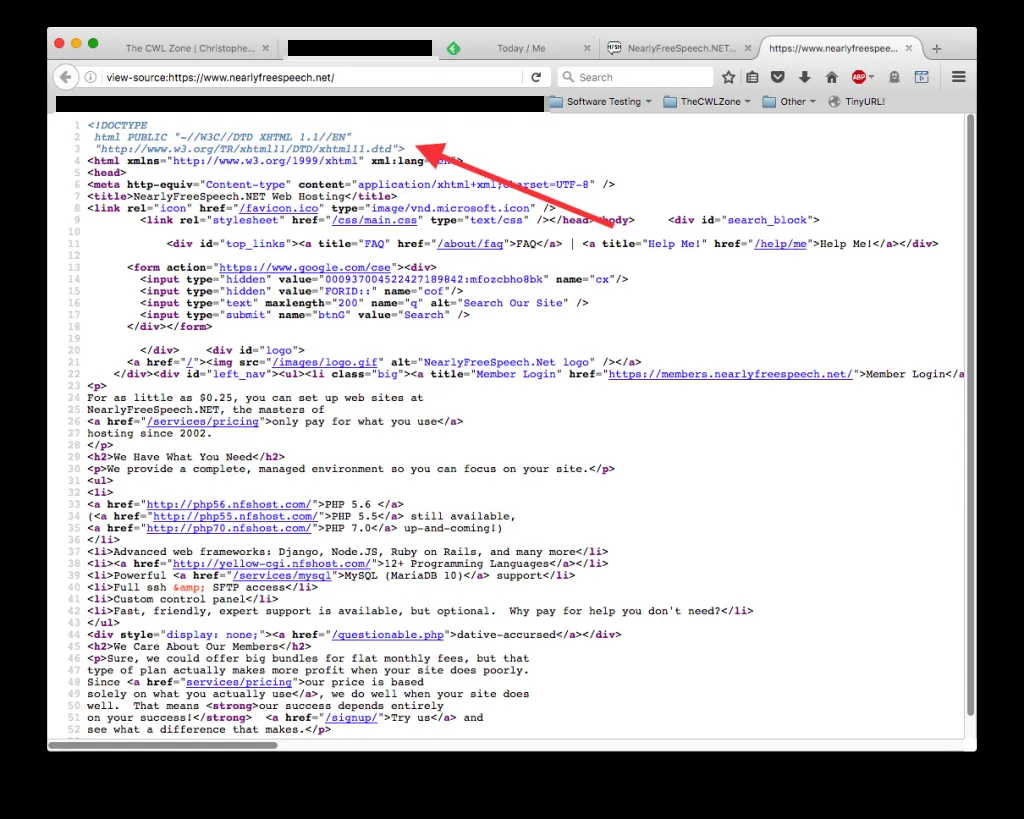 The CWL Zone | Christophe...
Today / Me
NearlyFreeSpeech.NET...
https://www.nearlyfreespee...
view-source:https://www.nearlyfreespeech.net/
Search
ABP
Software Testing
TheCWLZone
Other
TinyURL!
1 <!DOCTYPE
2 html PUBLIC "-//W3C//DTD XHTML 1.1//EN"
3 "http://www.w3.org/TR/xhtml11/DTD/xhtml11.dtd">
4 <html xmlns="http://www.w3.org/1999/xhtml" xml:lang="en">
5 <head>
6 <meta http-equiv="Content-type" content="application/xhtml+xml;charset=UTF-8" />
7 <title>NearlyFreeSpeech.NET Web Hosting</title>
8 <link rel="icon" href="/favicon.ico" type="image/vnd.microsoft.icon" />
9 <link rel="stylesheet" href="/css/main.css" type="text/css" /></head><body> <div id="search_block">
10
11 <div id="top_links"><a title="FAQ" href="/about/faq">FAQ</a> | <a title="Help Me!" href="/help/me">Help Me!</a></div>
12
13 <form action="https://www.google.com/cse"><div>
14 <input type="hidden" value="000937004522427189842:mfozcbho8bk" name="cx"/>
15 <input type="hidden" value="FORID::" name="cof"/>
16 <input type="text" maxlength="200" name="q" alt="Search Our Site" />
17 <input type="submit" name="btnG" value="Search" />
18 </div></form>
19
20 </div> <div id="logo">
21 <a href="/"><img src="/images/logo.gif" alt="NearlyFreeSpeech.Net logo" /></a>
22 </div><div id="left_nav"><ul><li class="big"><a title="Member Login" href="https://members.nearlyfreespeech.net/">Member Login</a
23 <p>
24 For as little as $0.25, you can set up web sites at
25 NearlyFreeSpeech.NET, the masters of
26 <a href="/services/pricing">only pay for what you use</a>
27 hosting since 2002.
28 </p>
29 <h2>We Have What You Need</h2>
30 <p>We provide a complete, managed environment so you can focus on your site.</p>
31 <ul>
32 <li>
33 <a href="http://php56.nfshost.com/">PHP 5.6 </a>
34 (<a href="http://php55.nfshost.com/">PHP 5.5</a> still available,
35 <a href="http://php70.nfshost.com/">PHP 7.0</a> up-and-coming!)
36 </li>
37 <li>Advanced web frameworks: Django, Node.JS, Ruby on Rails, and many more</li>
38 <li><a href="http://yellow-cgi.nfshost.com/">12+ Programming Languages</a></li>
39 <li>Powerful <a href="/services/mysql">MySQL (MariaDB 10)</a> support</li>
40 <li>Full ssh &amp; SFTP access</li>
41 <li>Custom control panel</li>
42 <li>Fast, friendly, expert support is available, but optional.  Why pay for help you don't need?</li>
43 </ul>
44 <div style="display: none;"><a href="/questionable.php">dative-accursed</a></div>
45 <h2>We Care About Our Members</h2>
46 <p>Sure, we could offer big bundles for flat monthly fees, but that
47 type of plan actually makes more profit when your site does poorly.
48 Since <a href="services/pricing">our price is based
49 solely on what you actually use</a>, we do well when your site does
50 well.  That means <strong>our success depends entirely
51 on your success!</strong>  <a href="/signup/">Try us</a> and
52 see what a difference that makes.</p>